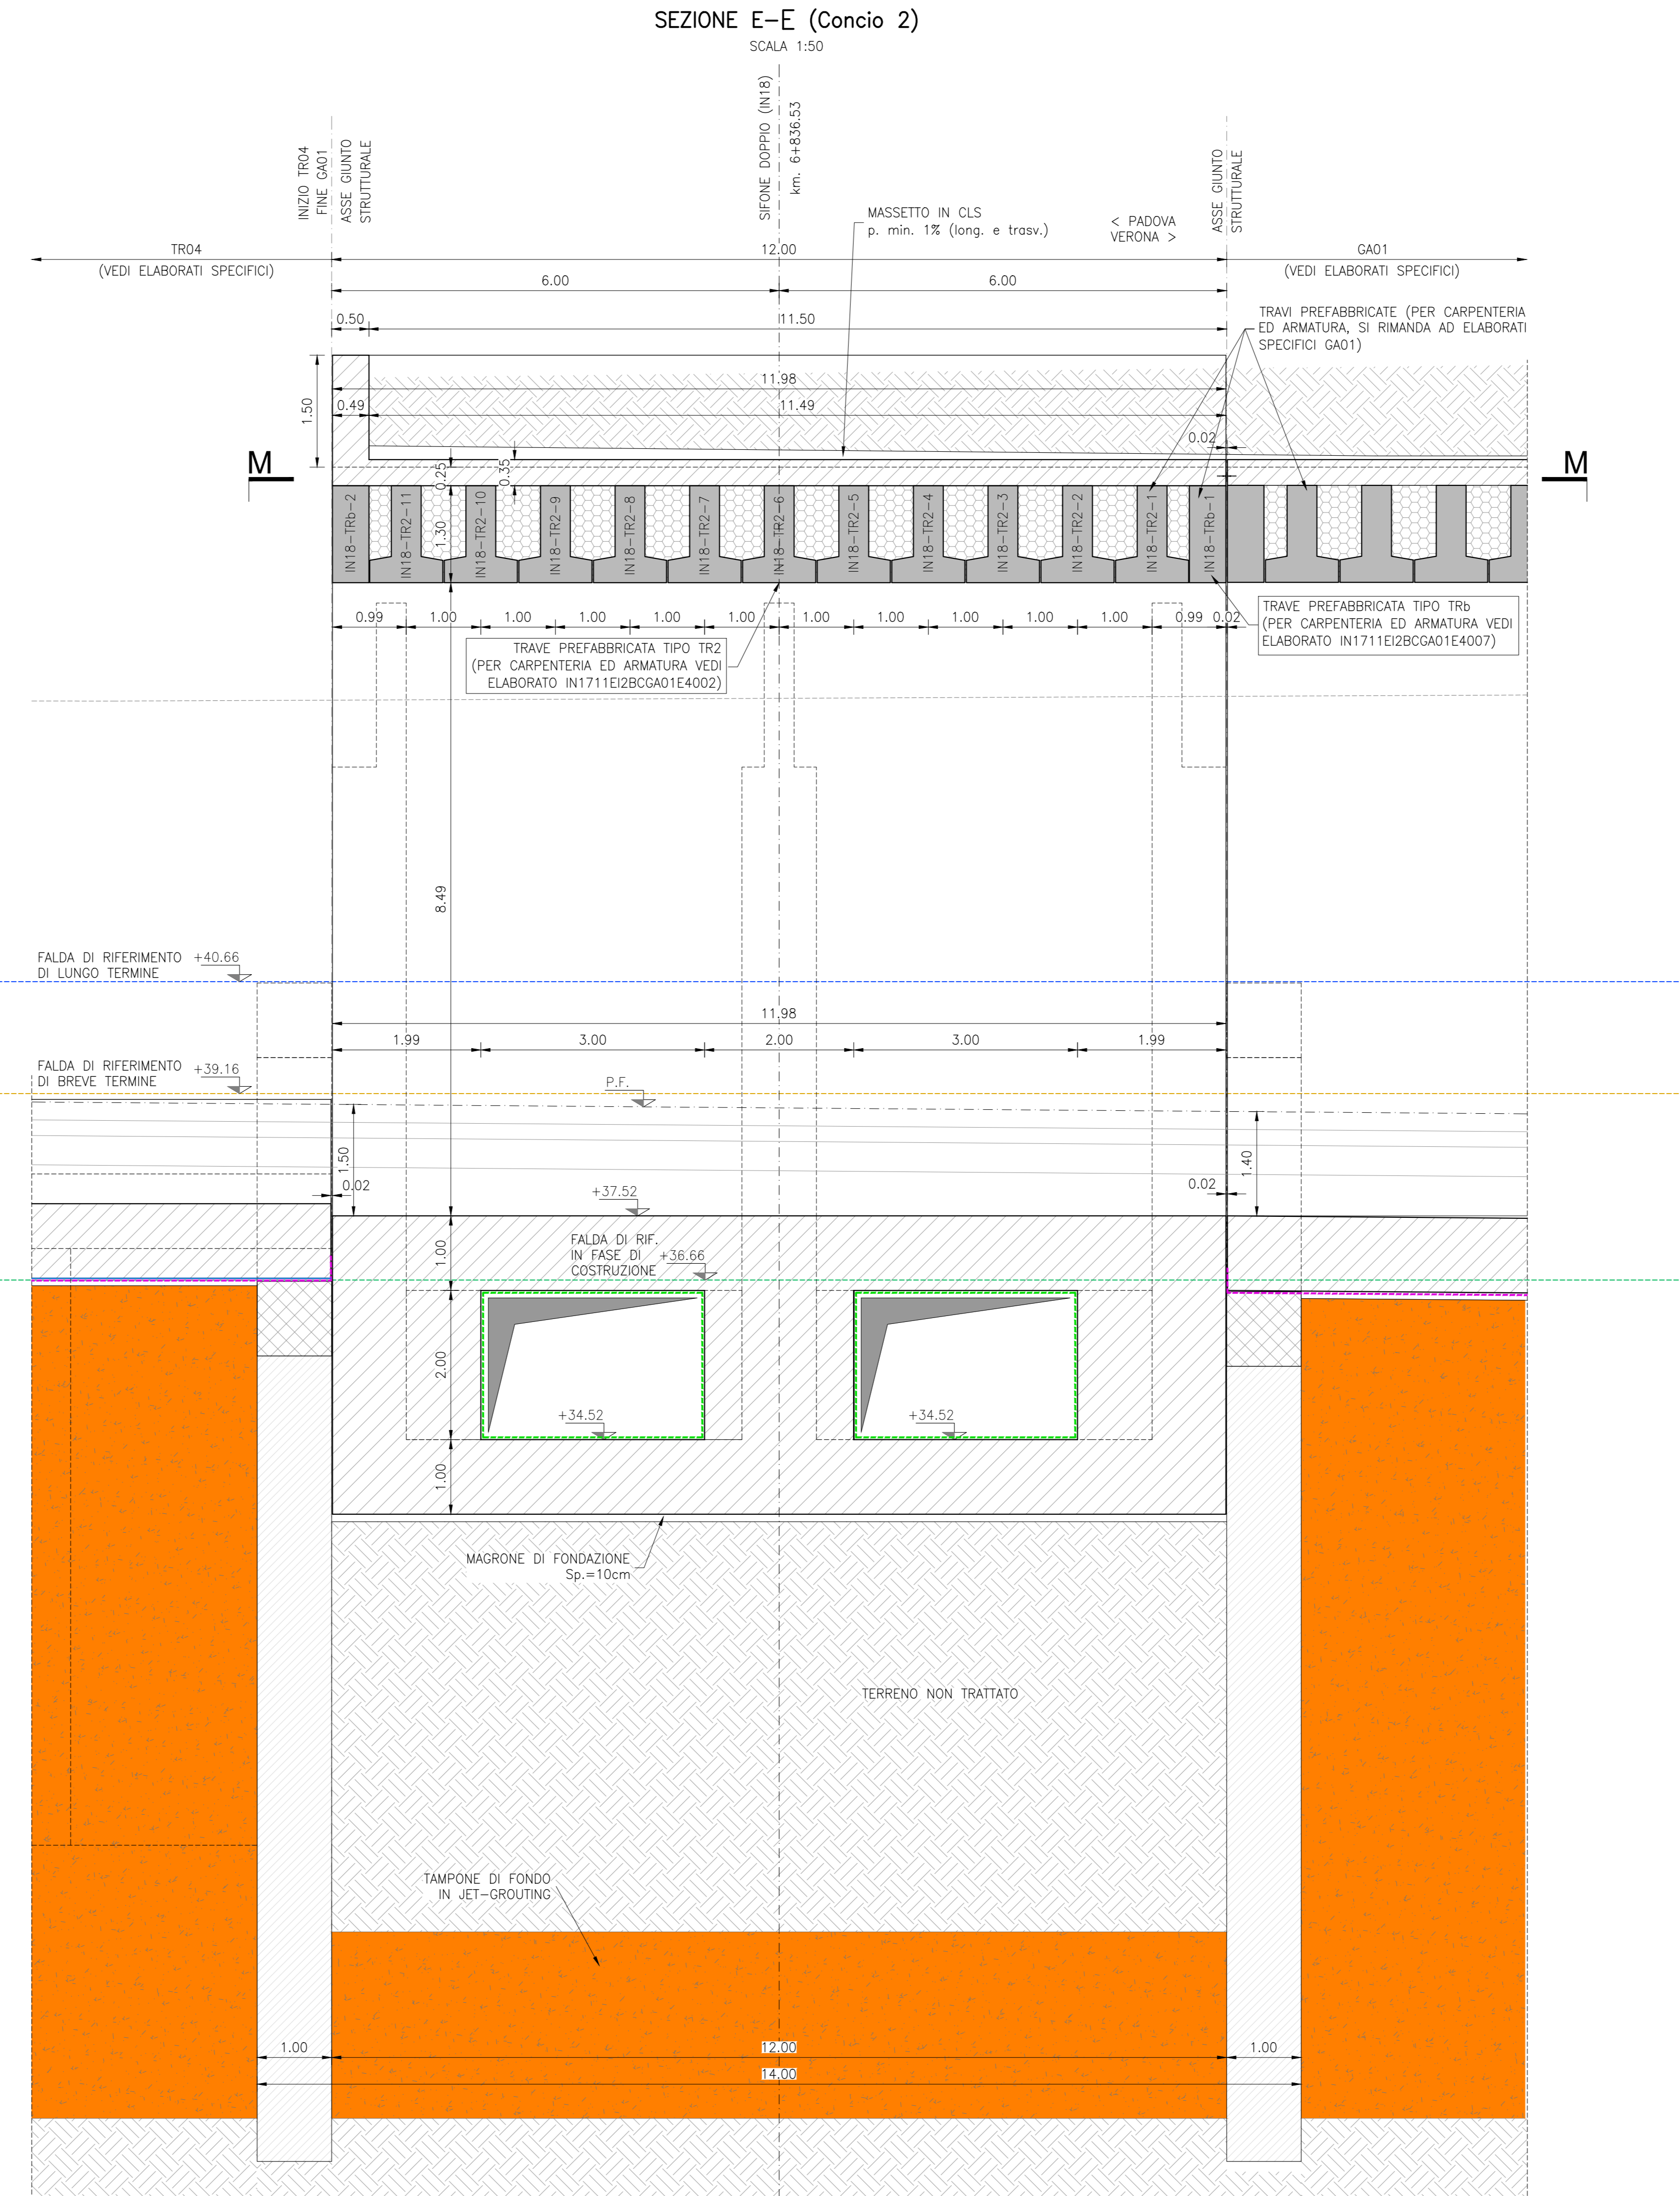 SEZIONE E-E (Concio 2)
SCALA 1:50
SIFONE DOPPIO (IN18)
km. 6+836.53
INIZIO TR04
FINE GA01
ASSE GIUNTO
STRUTTURALE
ASSE GIUNTO
STRUTTURALE
MASSETTO IN CLS
p. min. 1% (long. e trasv.)
< PADOVA
VERONA >
TR04
(VEDI ELABORATI SPECIFICI)
12.00
GA01
(VEDI ELABORATI SPECIFICI)
6.00
6.00
0.50
11.50
TRAVI PREFABBRICATE (PER CARPENTERIA
ED ARMATURA, SI RIMANDA AD ELABORATI
SPECIFICI GA01)
11.98
1.50
0.49
11.49
0.02
M
M
0.25
0.35
1.30
IN18-TRb-2
IN18-TR2-11
IN18-TR2-10
IN18-TR2-9
IN18-TR2-8
IN18-TR2-7
IN18-TR2-6
IN18-TR2-5
IN18-TR2-4
IN18-TR2-3
IN18-TR2-2
IN18-TR2-1
IN18-TRb-1
0.99
1.00
1.00
1.00
1.00
1.00
1.00
1.00
1.00
1.00
1.00
0.99
0.02
TRAVE PREFABBRICATA TIPO TR2
(PER CARPENTERIA ED ARMATURA VEDI
ELABORATO IN1711EI2BCGA01E4002)
TRAVE PREFABBRICATA TIPO TRb
(PER CARPENTERIA ED ARMATURA VEDI
ELABORATO IN1711EI2BCGA01E4007)
8.49
FALDA DI RIFERIMENTO
DI LUNGO TERMINE
+40.66
11.98
1.99
3.00
2.00
3.00
1.99
FALDA DI RIFERIMENTO
DI BREVE TERMINE
+39.16
P.F.
1.50
1.40
0.02
0.02
+37.52
1.00
FALDA DI RIF.
IN FASE DI
COSTRUZIONE
+36.66
2.00
+34.52
+34.52
1.00
MAGRONE DI FONDAZIONE
Sp.=10cm
TERRENO NON TRATTATO
TAMPONE DI FONDO
IN JET-GROUTING
1.00
12.00
1.00
14.00